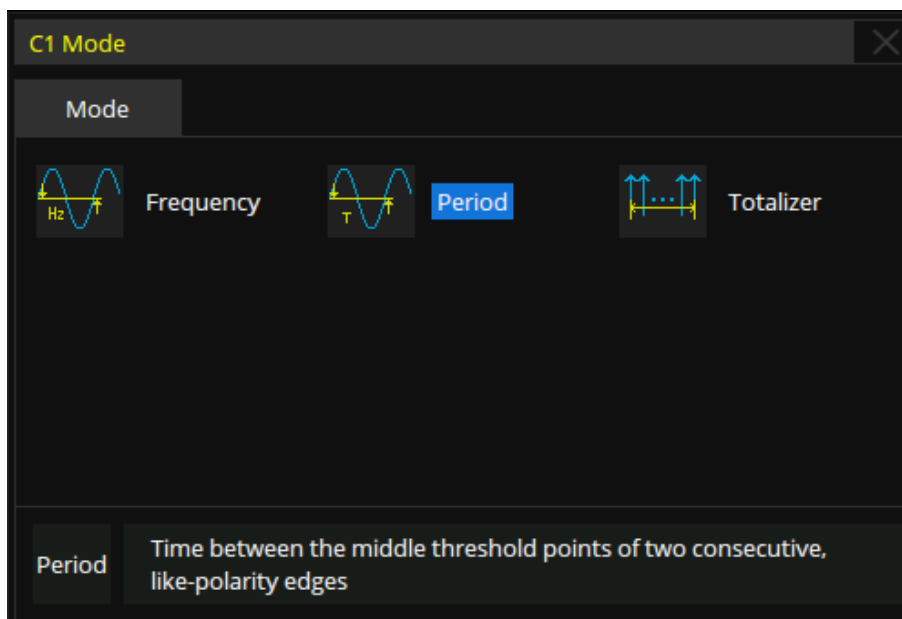 C1 Mode
Mode
Hz
Frequency
T
Period
Totalizer
Period
Time between the middle threshold points of two consecutive,
like-polarity edges